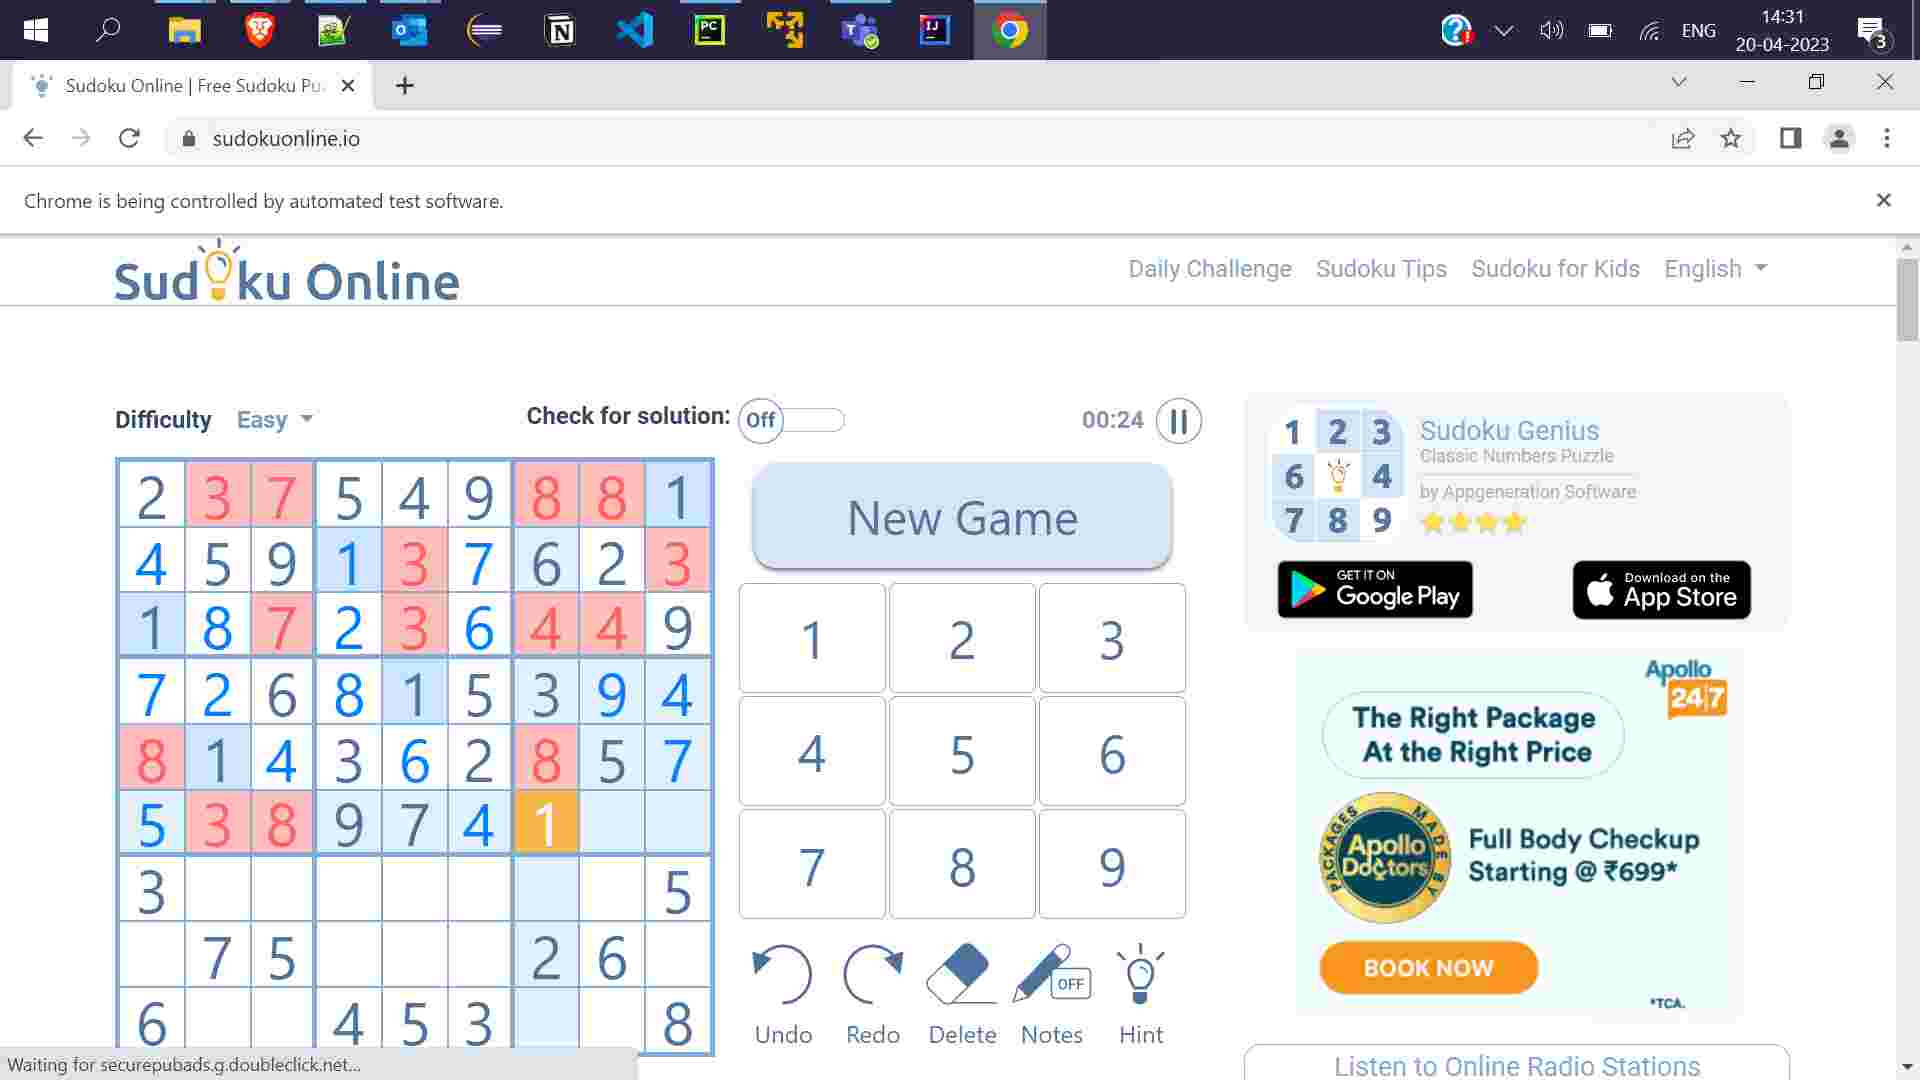 PC
IJ
ENG
14:31
20-04-2023
3
Sudoku Online | Free Sudoku Pu
sudokuonline.io
Chrome is being controlled by automated test software.
Sudoku Online
Daily Challenge Sudoku Tips Sudoku for Kids English
Difficulty Easy
Check for solution: Off
00:24
2 3 7 5 4 9 8 8 1
4 5 9 1 3 7 6 2 3
1 8 7 2 3 6 4 4 9
7 2 6 8 1 5 3 9 4
8 1 4 3 6 2 8 5 7
5 3 8 9 7 4 1
3 5
7 5 2 6
6 4 5 3 8
New Game
1 2 3
4 5 6
7 8 9
OFF
Undo Redo Delete Notes Hint
1 2 3
6 4
7 8 9
Sudoku Genius
Classic Numbers Puzzle
by Appgeneration Software
GET IT ON
Google Play
Download on the
App Store
Apollo
24|7
The Right Package
At the Right Price
PACKAGES MADE BY
Apollo
Doctors
Full Body Checkup
Starting @ ₹699*
BOOK NOW
*TCA.
Listen to Online Radio Stations
Waiting for securepubads.g.doubleclick.net...